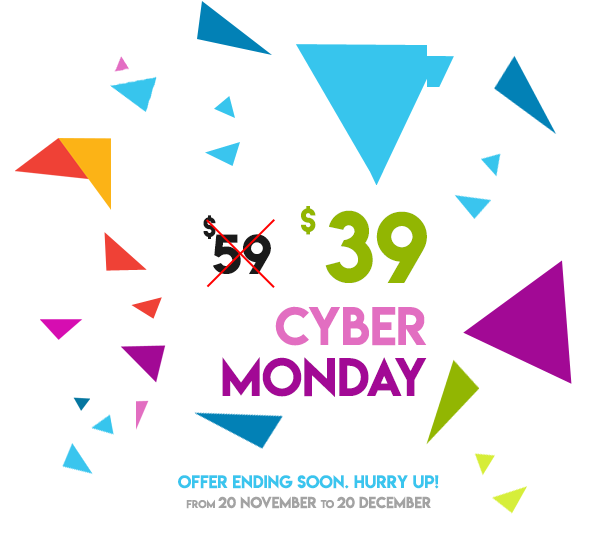 $59 $39
CYBER
MONDAY
OFFER ENDING SOON. HURRY UP!
FROM 20 NOVEMBER TO 20 DECEMBER